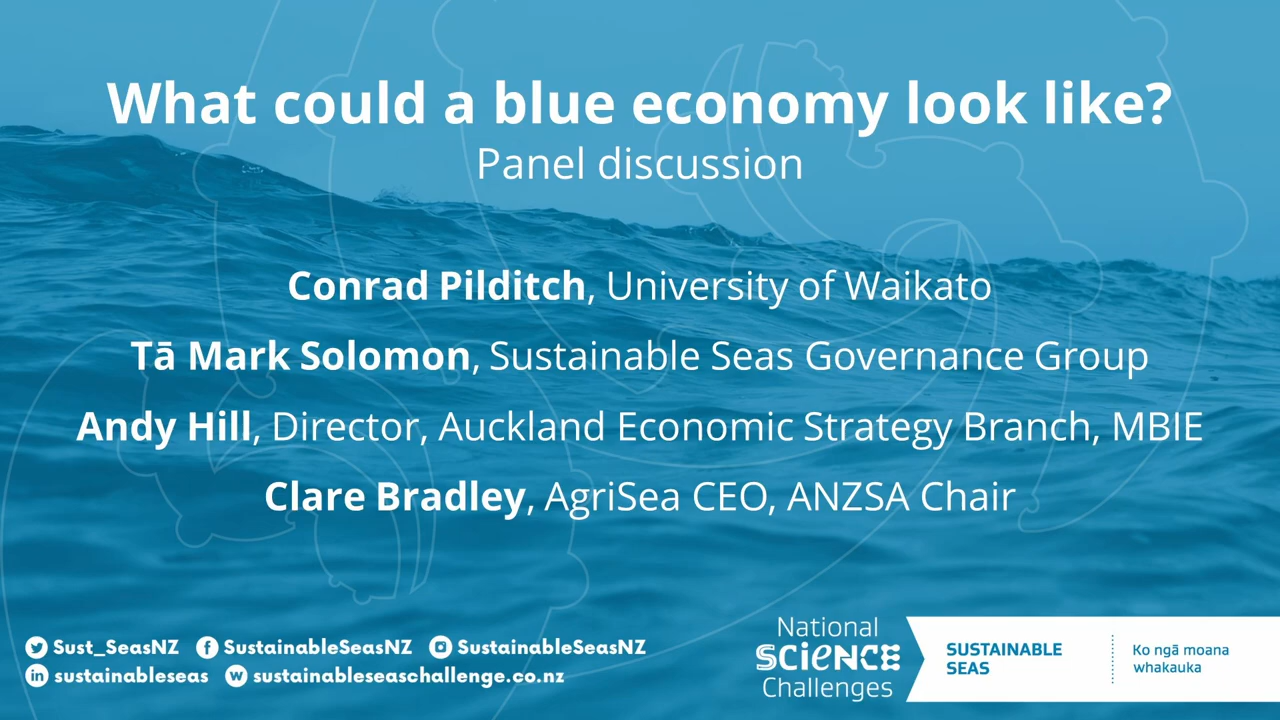 What could a blue economy look like?
Panel discussion
Conrad Pilditch, University of Waikato
Tā Mark Solomon, Sustainable Seas Governance Group
Andy Hill, Director, Auckland Economic Strategy Branch, MBIE
Clare Bradley, AgriSea CEO, ANZSA Chair
Sust_SeasNZ SustainableSeasNZ SustainableSeasNZ
in sustainableseas W sustainableseaschallenge.co.nz
National
SCIENCE
Challenges
SUSTAINABLE
SEAS
Ko ngā moana
whakauka